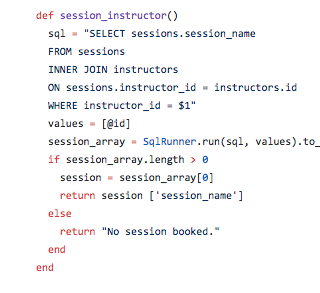 def session_instructor()
sql = "SELECT sessions.session_name
FROM sessions
INNER JOIN instructors
ON sessions.instructor_id = instructors.id
WHERE instructor_id = $1"
values = [@id]
session_array = SqlRunner.run(sql, values).to_
if session_array.length > 0
session = session_array[0]
return session ['session_name']
else
return "No session booked."
end
end